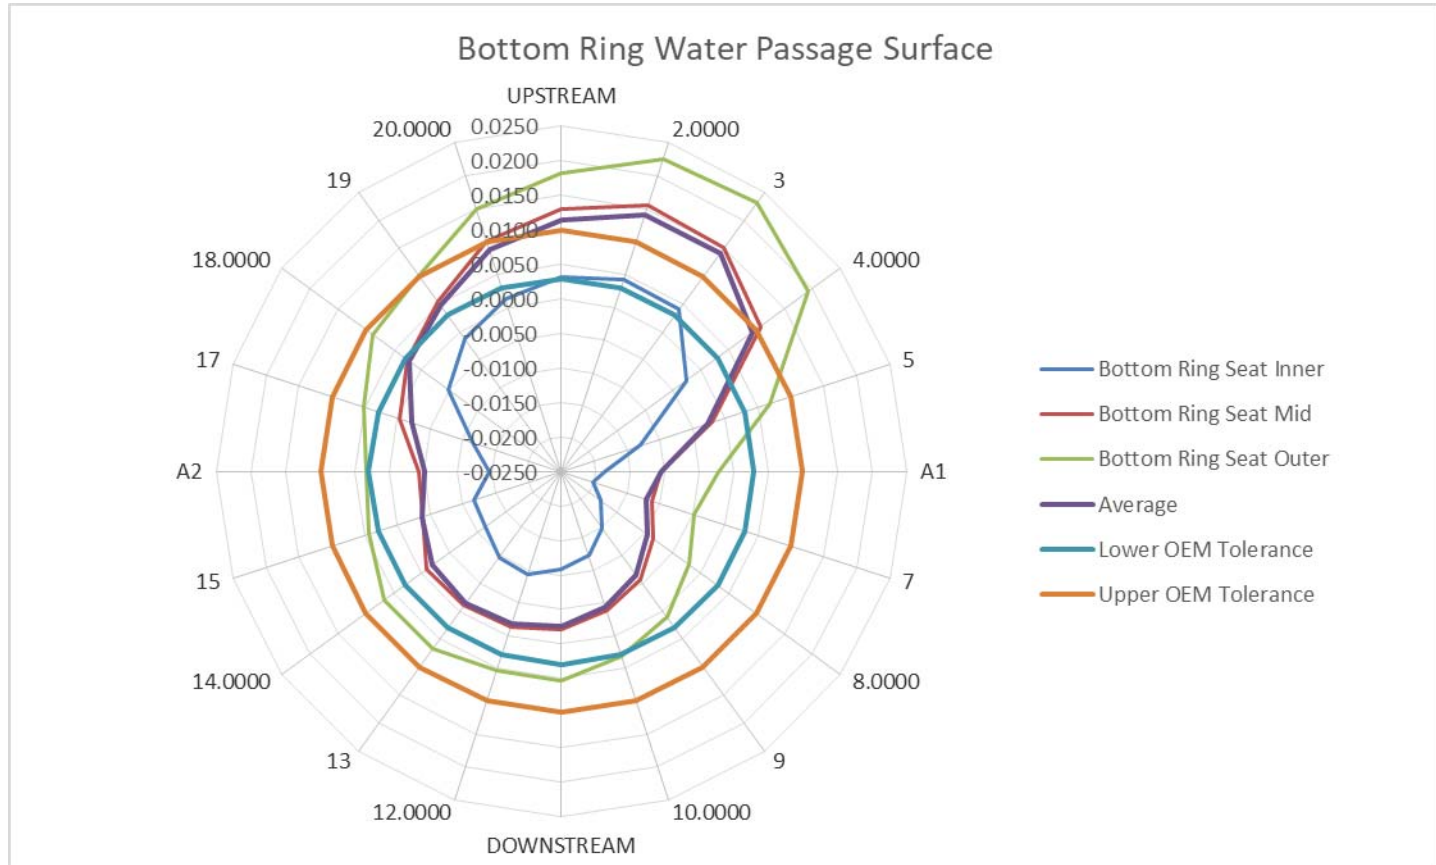 Bottom Ring Water Passage Surface
UPSTREAM
20.0000
0.0250
2.0000
19
0.0200
3
0.0150
18.0000
0.0100
4.0000
0.0050
0.0000
17
-0.0050
5
-0.0100
-0.0150
-0.0200
A2
-0.0250
A1
15
7
14.0000
8.0000
13
9
12.0000
10.0000
DOWNSTREAM
Bottom Ring Seat Inner
Bottom Ring Seat Mid
Bottom Ring Seat Outer
Average
Lower OEM Tolerance
Upper OEM Tolerance